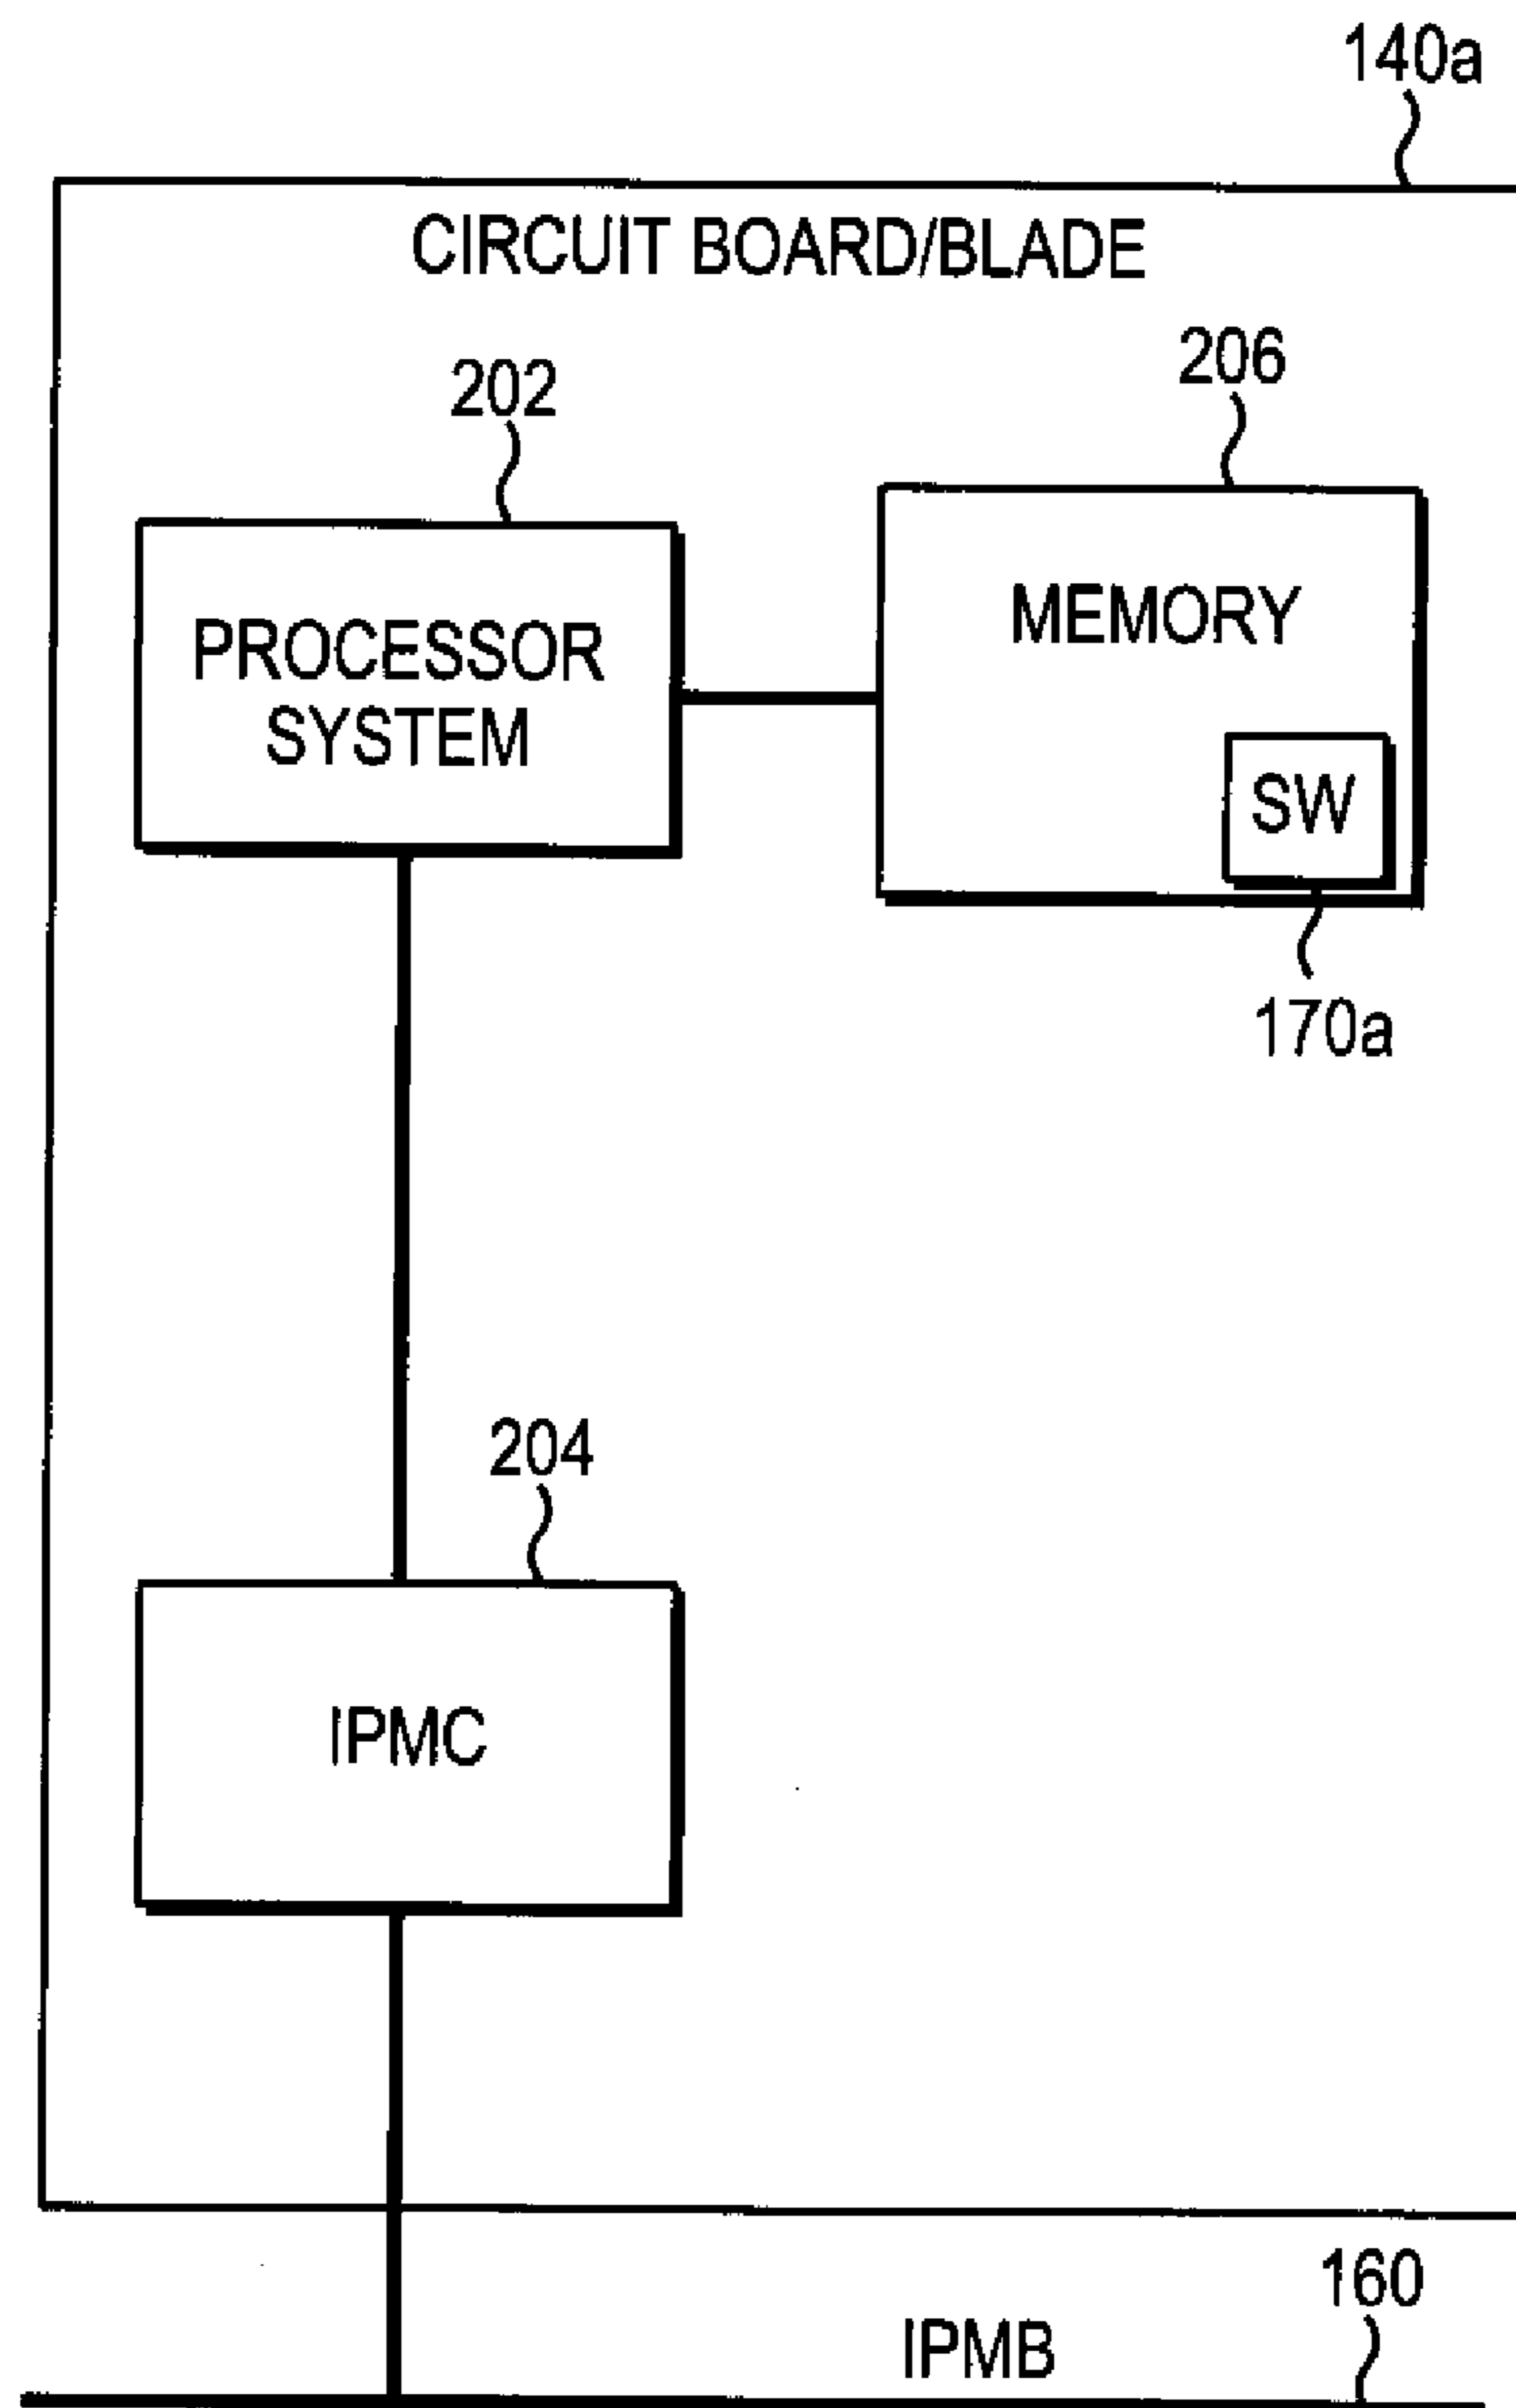 140a
CIRCUIT BOARD/BLADE
202
206
PROCESSOR
SYSTEM
MEMORY
SW
170a
204
IPMC
160
IPMB